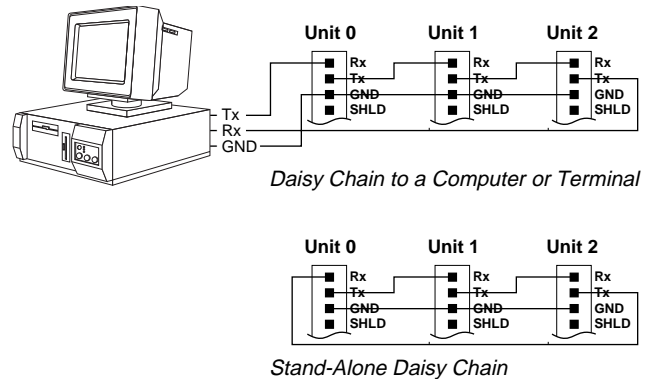 Unit 0 Unit 1 Unit 2
Rx Rx Rx
Tx Tx Tx
GND GND GND
SHLD SHLD SHLD
Tx
Rx
GND
Daisy Chain to a Computer or Terminal
Unit 0 Unit 1 Unit 2
Rx Rx Rx
Tx Tx Tx
GND GND GND
SHLD SHLD SHLD
Stand-Alone Daisy Chain